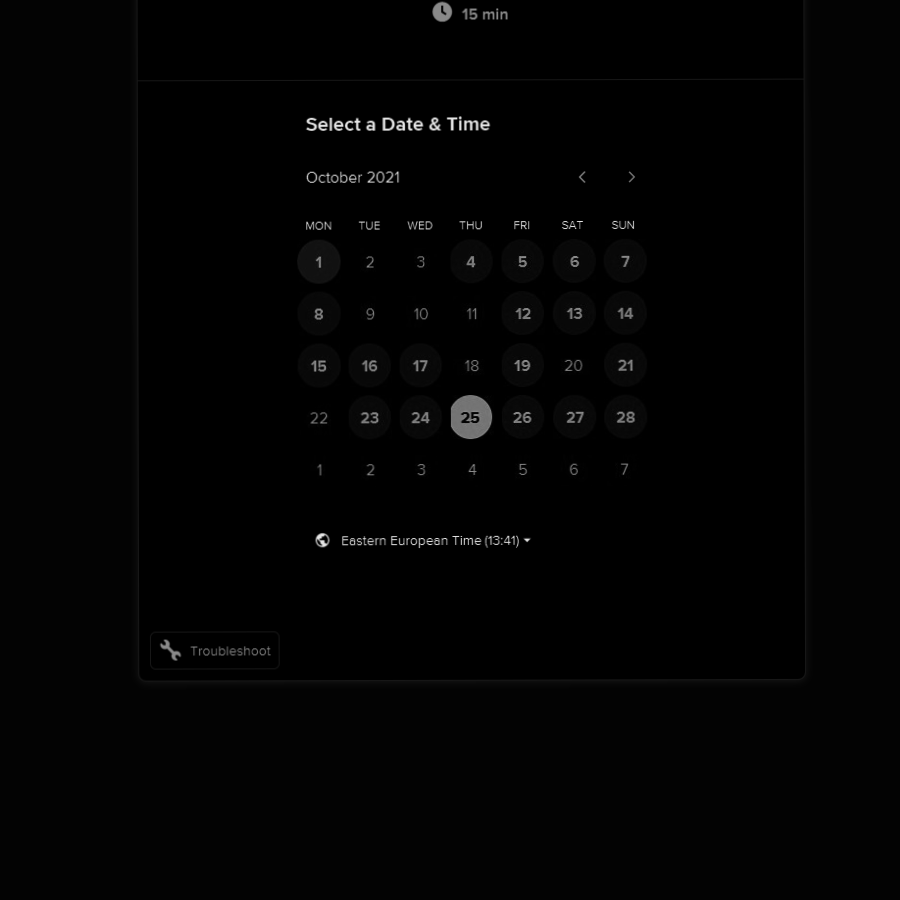 15 min
Select a Date & Time
October 2021
MON TUE WED THU FRI SAT SUN
1 2 3 4 5 6 7
8 9 10 11 12 13 14
15 16 17 18 19 20 21
22 23 24 25 26 27 28
1 2 3 4 5 6 7
Eastern European Time (13:41)
Troubleshoot